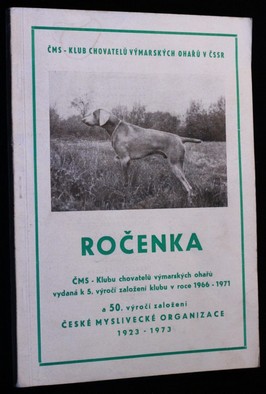 ČMS - KLUB CHOVATELŮ VÝMARSKÝCH OHAŘŮ V ČSSR
ROČENKA
ČMS - Klubu chovatelů výmarských ohařů
vydaná k 5. výročí založení klubu v roce 1966 - 1971
a 50. výročí založení
ČESKÉ MYSLIVECKÉ ORGANIZACE
1923 - 1973